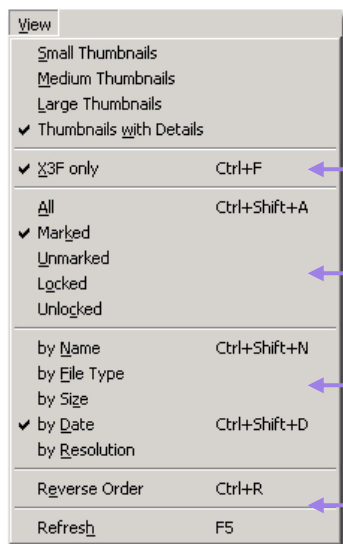 View
Small Thumbnails
Medium Thumbnails
Large Thumbnails
Thumbnails with Details
X3F only Ctrl+F
All Ctrl+Shift+A
Marked
Unmarked
Locked
Unlocked
by Name Ctrl+Shift+N
by File Type
by Size
by Date Ctrl+Shift+D
by Resolution
Reverse Order Ctrl+R
Refresh F5